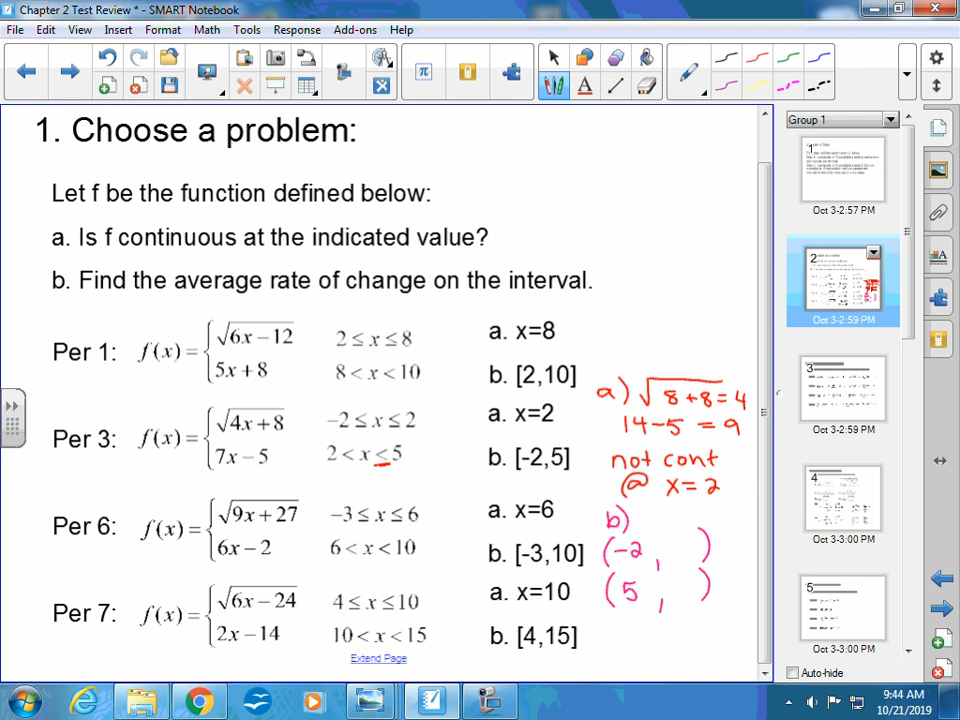 Chapter 2 Test Review * - SMART Notebook
File Edit View Insert Format Math Tools Response Add-ons Help
1. Choose a problem:
Let f be the function defined below:
a. Is f continuous at the indicated value?
b. Find the average rate of change on the interval.
Per 1: f(x) = { √6x − 12 2 ≤ x ≤ 8 a. x=8
5x + 8 8 < x < 10 b. [2,10]
Per 3: f(x) = { √4x + 8 −2 ≤ x ≤ 2 a. x=2
7x − 5 2 < x ≤ 5 b. [-2,5]
Per 6: f(x) = { √9x + 27 −3 ≤ x ≤ 6 a. x=6
6x − 2 6 < x < 10 b. [-3,10]
Per 7: f(x) = { √6x − 24 4 ≤ x ≤ 10 a. x=10
2x − 14 10 < x < 15 b. [4,15]
Extend Page
a) √8+8 = 4
14 − 5 = 9
not cont
@ x = 2
b)
(−2, )
(5, )
Group 1
1
Oct 3-2:57 PM
2
Oct 3-2:59 PM
3
Oct 3-2:59 PM
4
Oct 3-3:00 PM
5
Oct 3-3:00 PM
Auto-hide
9:44 AM
10/21/2019